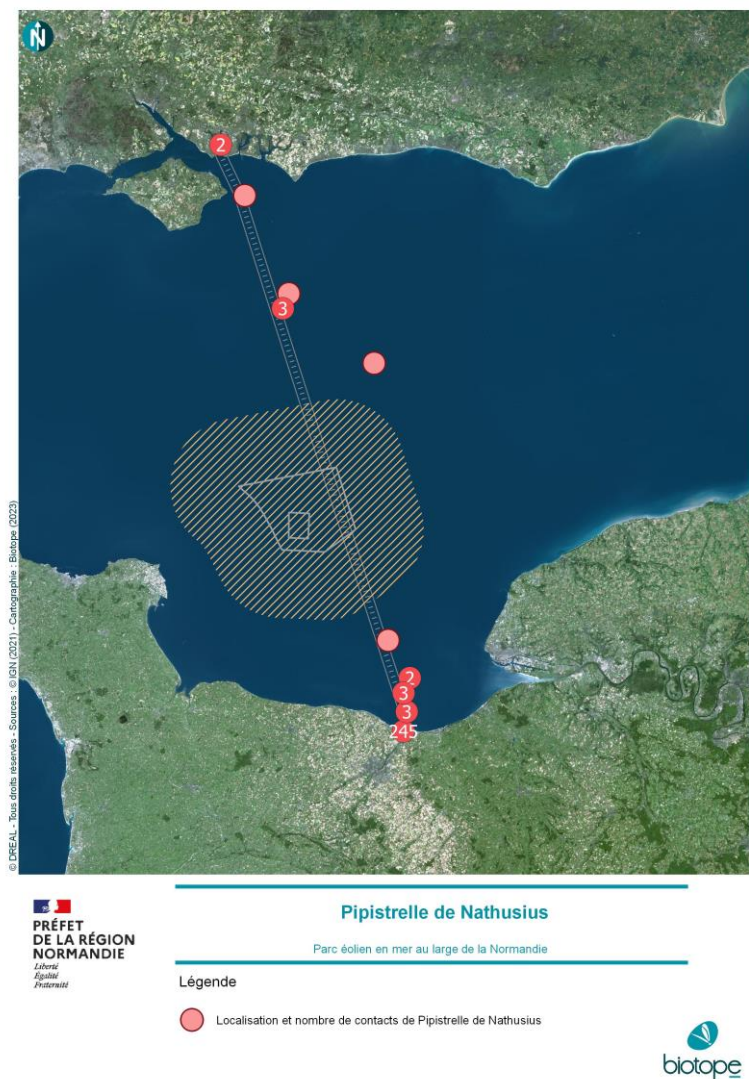 N
2
3
2
3
3
245
© DREAL - Tous droits réservés - Sources : © IGN (2021) - Cartographie : Biotope (2023)
PRÉFET
DE LA RÉGION
NORMANDIE
Liberté
Égalité
Fraternité
Pipistrelle de Nathusius
Parc éolien en mer au large de la Normandie
Légende
Localisation et nombre de contacts de Pipistrelle de Nathusius
biotope